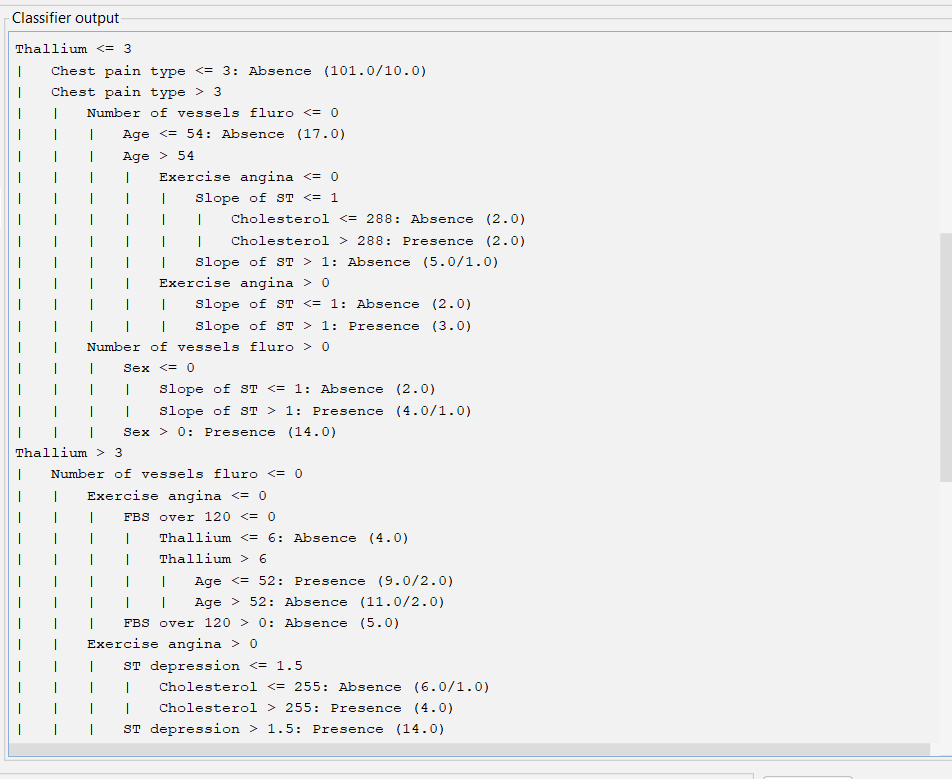 Classifier output
Thallium <= 3
|   Chest pain type <= 3: Absence (101.0/10.0)
|   Chest pain type > 3
|   |   Number of vessels fluro <= 0
|   |   |   Age <= 54: Absence (17.0)
|   |   |   Age > 54
|   |   |   |   Exercise angina <= 0
|   |   |   |   |   Slope of ST <= 1
|   |   |   |   |   |   Cholesterol <= 288: Absence (2.0)
|   |   |   |   |   |   Cholesterol > 288: Presence (2.0)
|   |   |   |   |   Slope of ST > 1: Absence (5.0/1.0)
|   |   |   |   Exercise angina > 0
|   |   |   |   |   Slope of ST <= 1: Absence (2.0)
|   |   |   |   |   Slope of ST > 1: Presence (3.0)
|   |   Number of vessels fluro > 0
|   |   |   Sex <= 0
|   |   |   |   Slope of ST <= 1: Absence (2.0)
|   |   |   |   Slope of ST > 1: Presence (4.0/1.0)
|   |   |   Sex > 0: Presence (14.0)
Thallium > 3
|   Number of vessels fluro <= 0
|   |   Exercise angina <= 0
|   |   |   FBS over 120 <= 0
|   |   |   |   Thallium <= 6: Absence (4.0)
|   |   |   |   Thallium > 6
|   |   |   |   |   Age <= 52: Presence (9.0/2.0)
|   |   |   |   |   Age > 52: Absence (11.0/2.0)
|   |   |   FBS over 120 > 0: Absence (5.0)
|   |   Exercise angina > 0
|   |   |   ST depression <= 1.5
|   |   |   |   Cholesterol <= 255: Absence (6.0/1.0)
|   |   |   |   Cholesterol > 255: Presence (4.0)
|   |   |   ST depression > 1.5: Presence (14.0)